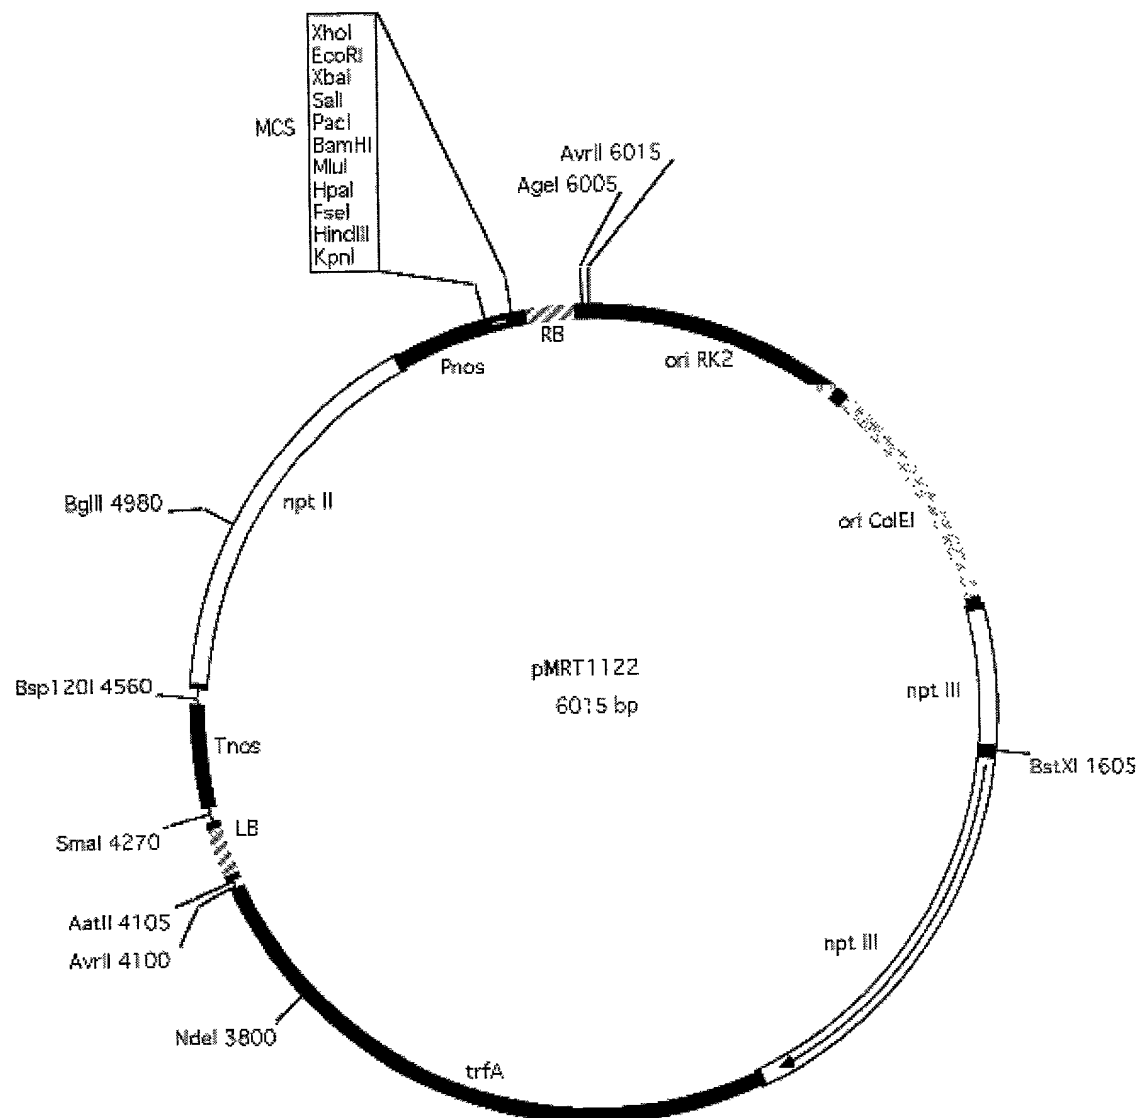 XhoI
EcoRI
XbaI
SalI
PacI
BamHI
MluI
HpaI
FseI
HindIII
KpnI
MCS
AvrII 6015
AgeI 6005
RB
Pnos
ori RK2
npt II
BglII 4980
ori ColEI
pMRT1122
6015 bp
Bsp120I 4560
npt III
Tnos
BstXI 1605
LB
SmaI 4270
AatII 4105
AvrII 4100
npt III
NdeI 3800
trfA